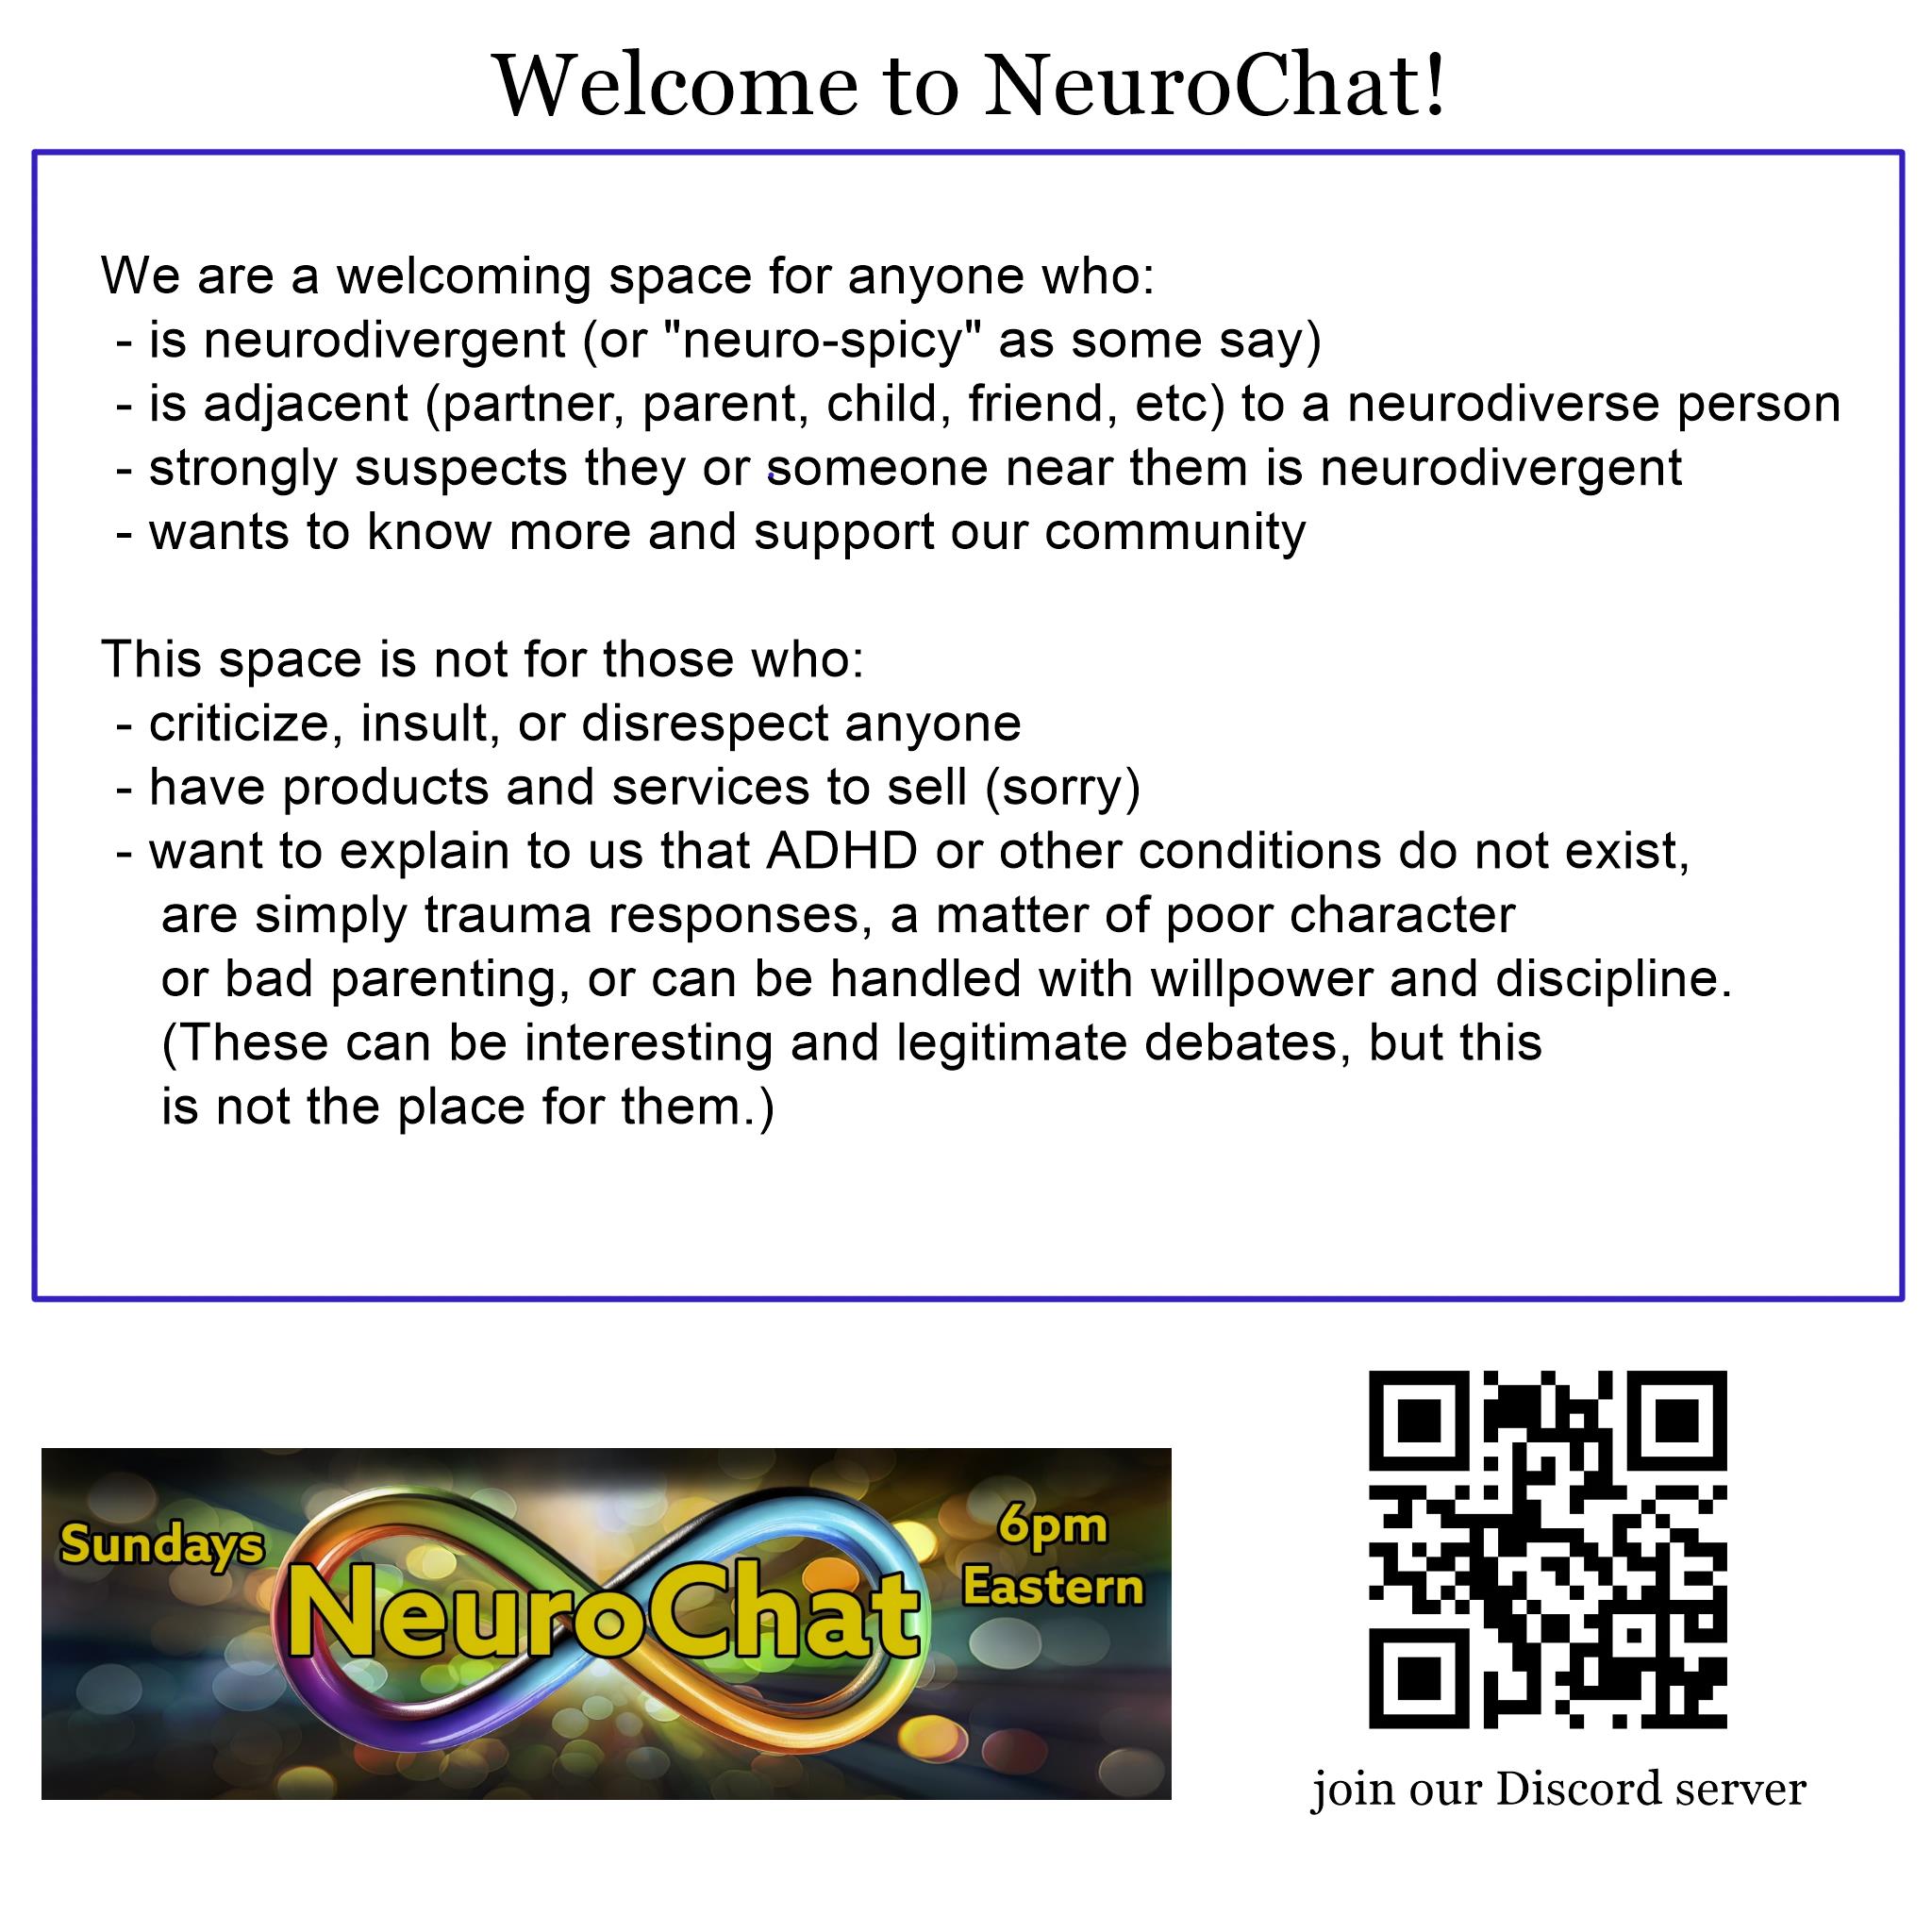 Welcome to NeuroChat!
We are a welcoming space for anyone who:
- is neurodivergent (or "neuro-spicy" as some say)
- is adjacent (partner, parent, child, friend, etc) to a neurodiverse person
- strongly suspects they or someone near them is neurodivergent
- wants to know more and support our community
This space is not for those who:
- criticize, insult, or disrespect anyone
- have products and services to sell (sorry)
- want to explain to us that ADHD or other conditions do not exist,
are simply trauma responses, a matter of poor character
or bad parenting, or can be handled with willpower and discipline.
(These can be interesting and legitimate debates, but this
is not the place for them.)
Sundays
NeuroChat
6pm
Eastern
join our Discord server